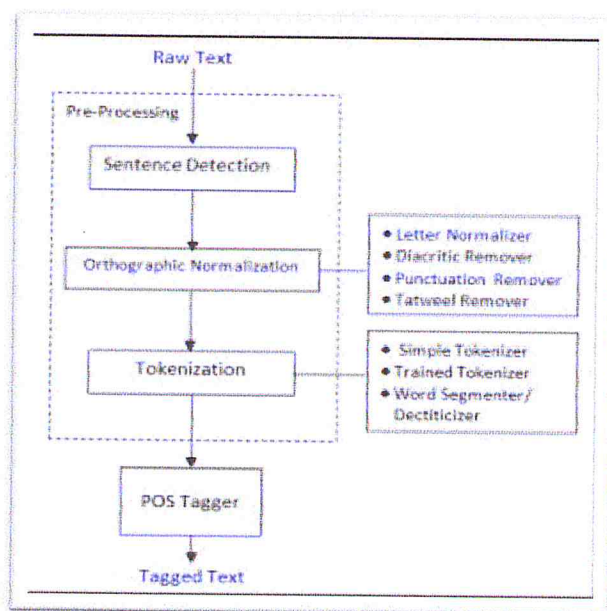 Raw Text
Pre-Processing
Sentence Detection
Orthographic Normalization
• Letter Normalizer
• Diacritic Remover
• Punctuation Remover
• Tatweel Remover
Tokenization
• Simple Tokenizer
• Trained Tokenizer
• Word Segmenter/
Decticizer
POS Tagger
Tagged Text